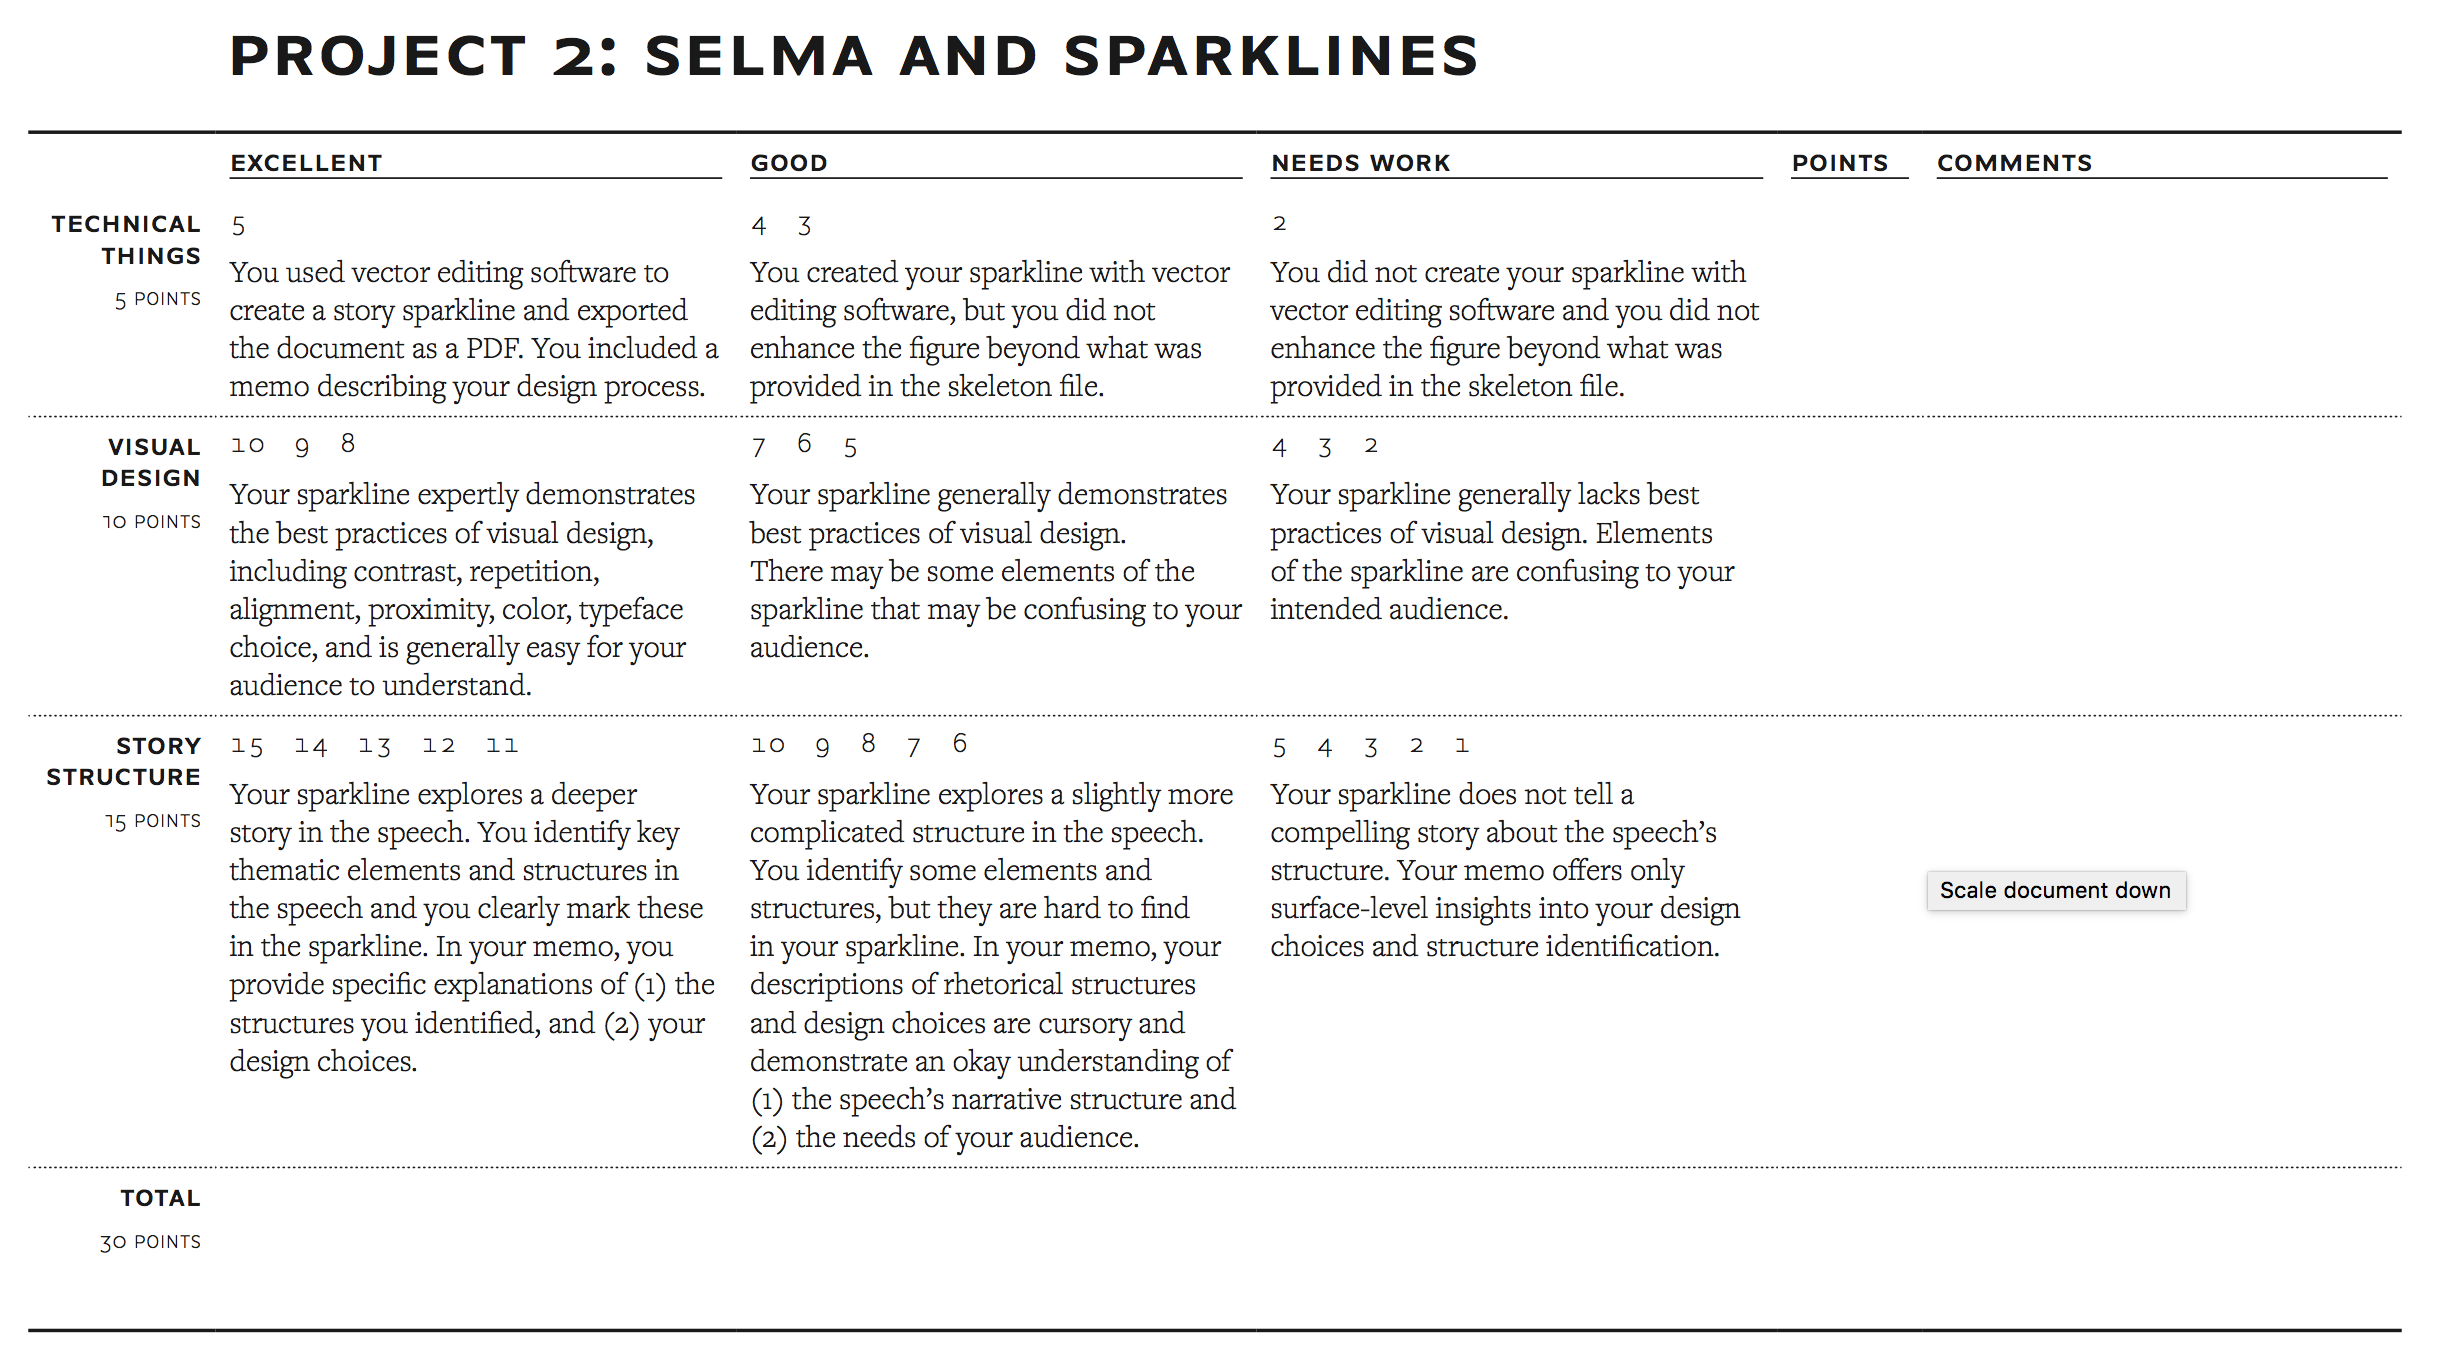 PROJECT 2: SELMA AND SPARKLINES
EXCELLENT
GOOD
NEEDS WORK
POINTS
COMMENTS
TECHNICAL
THINGS
5 POINTS
5
You used vector editing software to
create a story sparkline and exported
the document as a PDF. You included a
memo describing your design process.
4 3
You created your sparkline with vector
editing software, but you did not
enhance the figure beyond what was
provided in the skeleton file.
2
You did not create your sparkline with
vector editing software and you did not
enhance the figure beyond what was
provided in the skeleton file.
VISUAL
DESIGN
10 POINTS
10 9 8
Your sparkline expertly demonstrates
the best practices of visual design,
including contrast, repetition,
alignment, proximity, color, typeface
choice, and is generally easy for your
audience to understand.
7 6 5
Your sparkline generally demonstrates
best practices of visual design.
There may be some elements of the
sparkline that may be confusing to your
audience.
4 3 2
Your sparkline generally lacks best
practices of visual design. Elements
of the sparkline are confusing to your
intended audience.
STORY
STRUCTURE
15 POINTS
15 14 13 12 11
Your sparkline explores a deeper
story in the speech. You identify key
thematic elements and structures in
the speech and you clearly mark these
in the sparkline. In your memo, you
provide specific explanations of (1) the
structures you identified, and (2) your
design choices.
10 9 8 7 6
Your sparkline explores a slightly more
complicated structure in the speech.
You identify some elements and
structures, but they are hard to find
in your sparkline. In your memo, your
descriptions of rhetorical structures
and design choices are cursory and
demonstrate an okay understanding of
(1) the speech’s narrative structure and
(2) the needs of your audience.
5 4 3 2 1
Your sparkline does not tell a
compelling story about the speech’s
structure. Your memo offers only
surface-level insights into your design
choices and structure identification.
Scale document down
TOTAL
30 POINTS